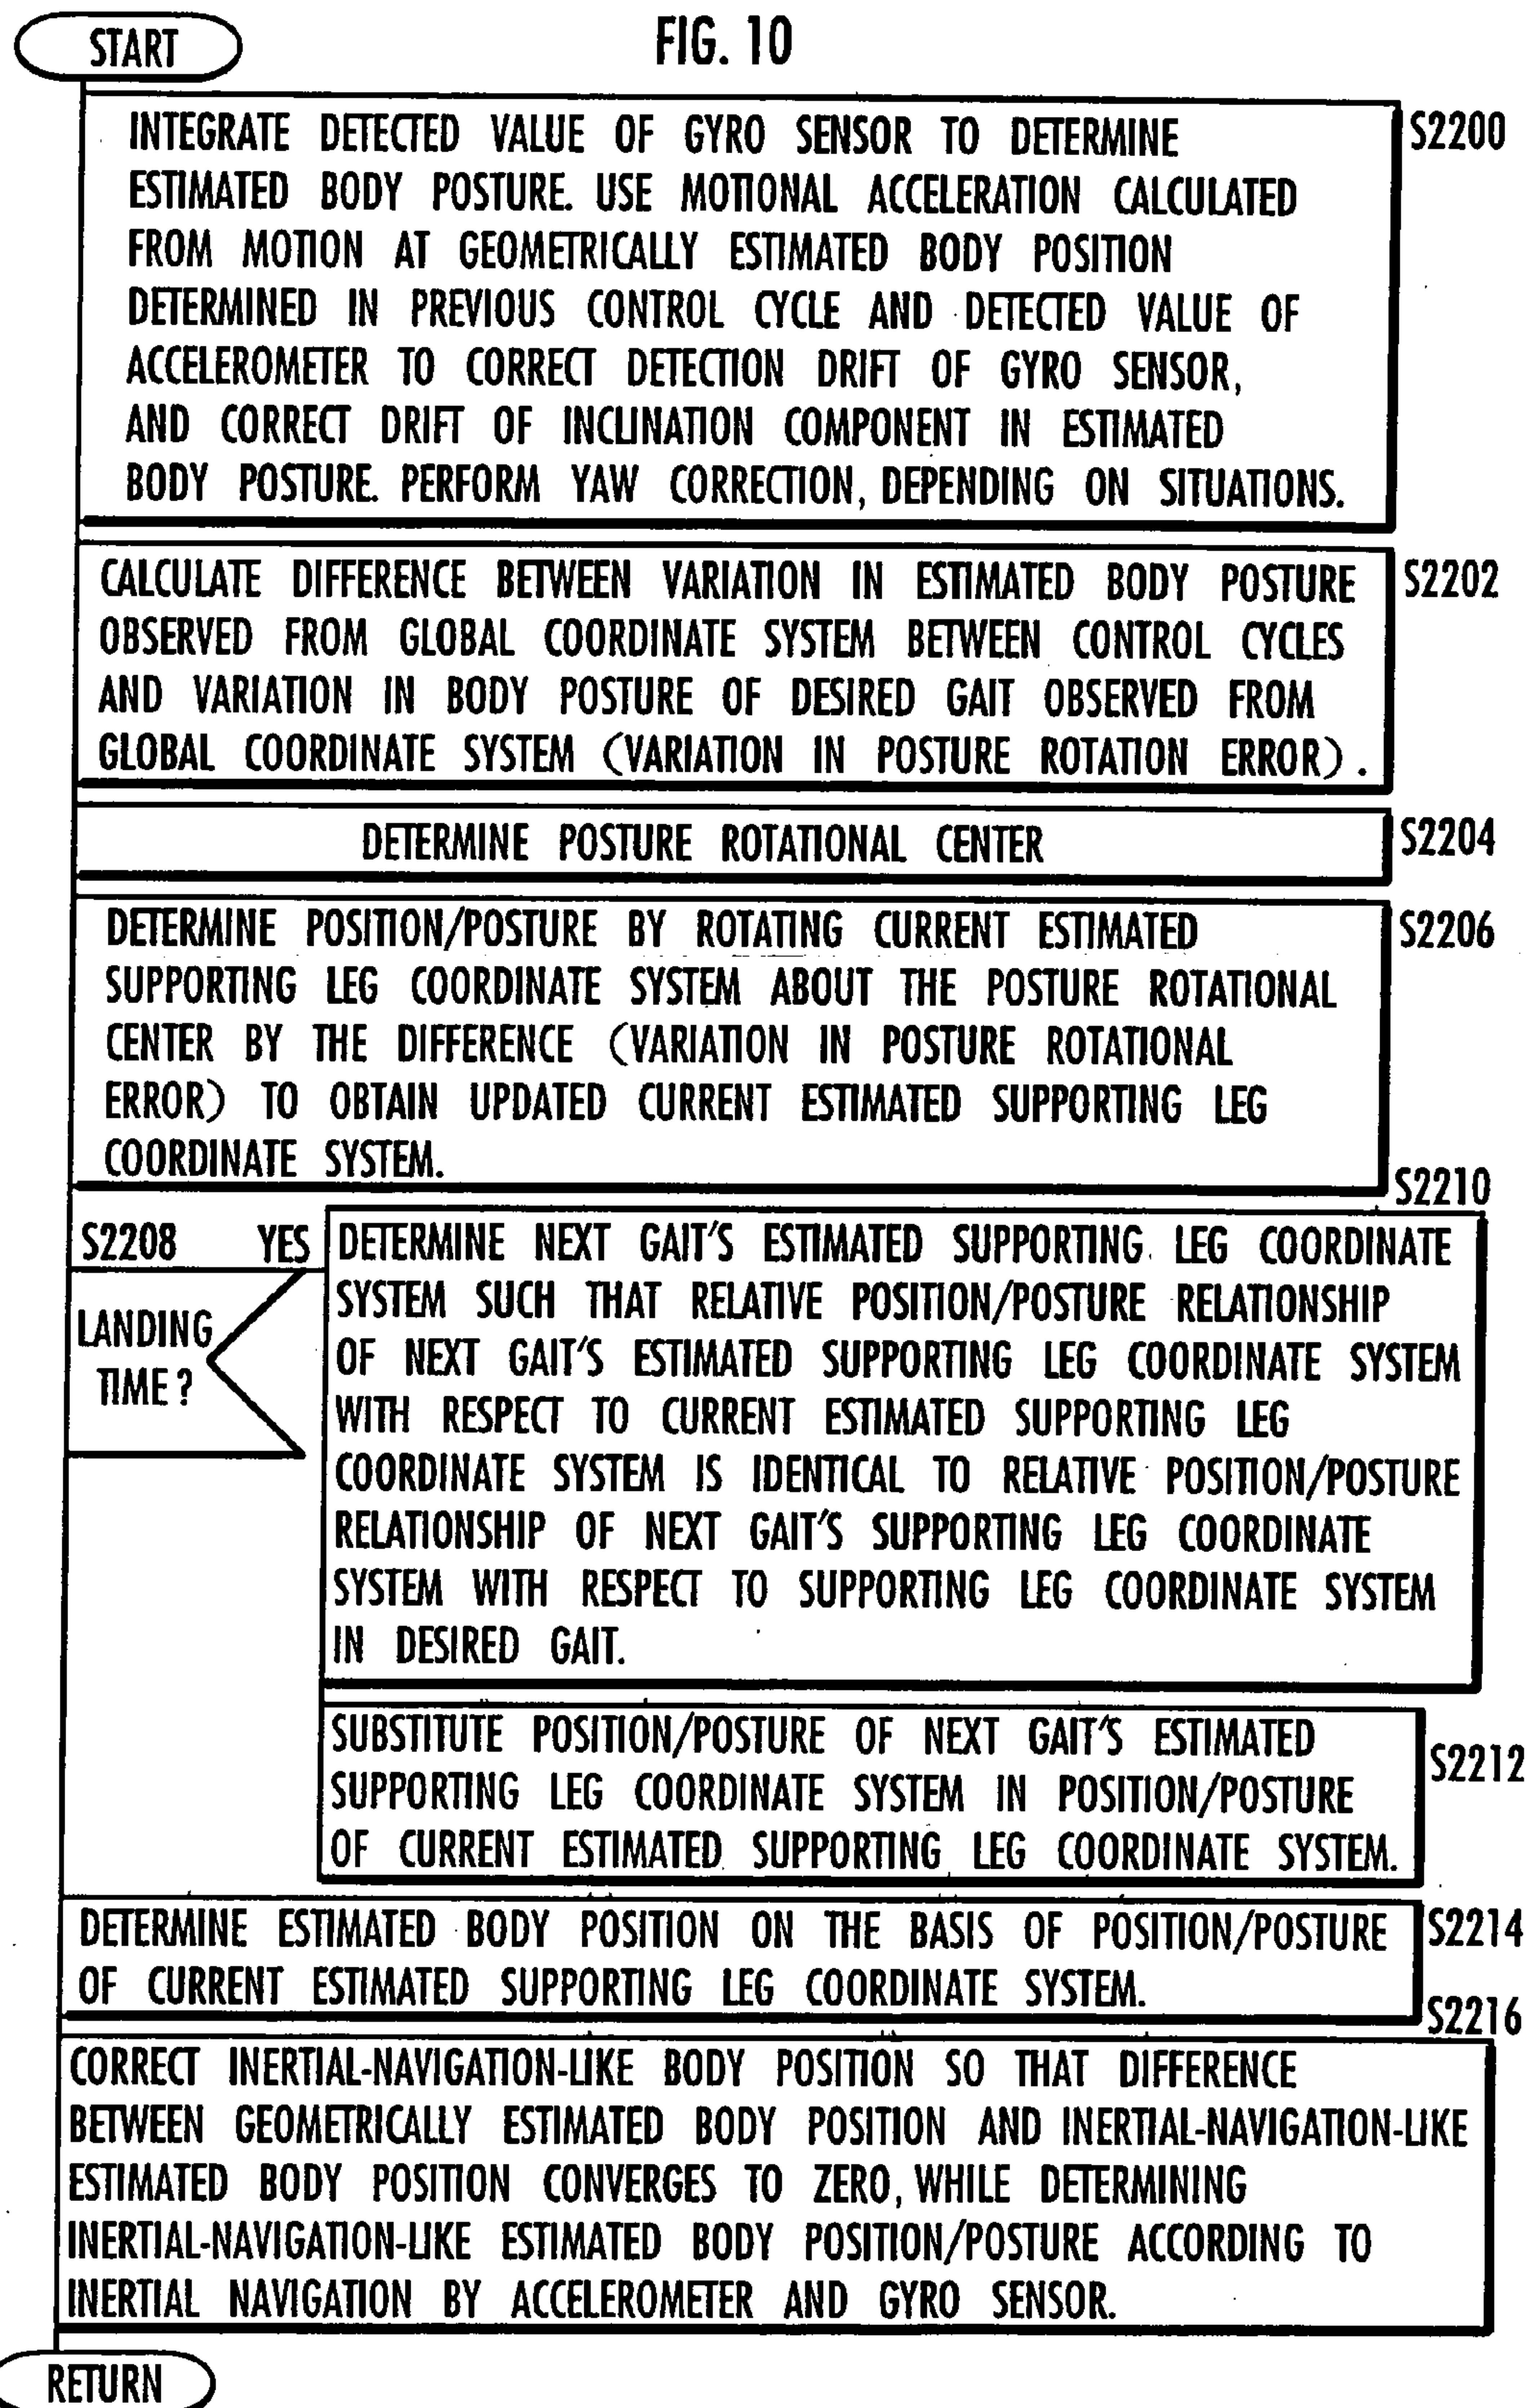 START
FIG. 10
INTEGRATE DETECTED VALUE OF GYRO SENSOR TO DETERMINE
ESTIMATED BODY POSTURE. USE MOTIONAL ACCELERATION CALCULATED
FROM MOTION AT GEOMETRICALLY ESTIMATED BODY POSITION
DETERMINED IN PREVIOUS CONTROL CYCLE AND DETECTED VALUE OF
ACCELEROMETER TO CORRECT DETECTION DRIFT OF GYRO SENSOR,
AND CORRECT DRIFT OF INCLINATION COMPONENT IN ESTIMATED
BODY POSTURE. PERFORM YAW CORRECTION, DEPENDING ON SITUATIONS.
S2200
CALCULATE DIFFERENCE BETWEEN VARIATION IN ESTIMATED BODY POSTURE
OBSERVED FROM GLOBAL COORDINATE SYSTEM BETWEEN CONTROL CYCLES
AND VARIATION IN BODY POSTURE OF DESIRED GAIT OBSERVED FROM
GLOBAL COORDINATE SYSTEM (VARIATION IN POSTURE ROTATION ERROR).
S2202
DETERMINE POSTURE ROTATIONAL CENTER
S2204
DETERMINE POSITION/POSTURE BY ROTATING CURRENT ESTIMATED
SUPPORTING LEG COORDINATE SYSTEM ABOUT THE POSTURE ROTATIONAL
CENTER BY THE DIFFERENCE (VARIATION IN POSTURE ROTATIONAL
ERROR) TO OBTAIN UPDATED CURRENT ESTIMATED SUPPORTING LEG
COORDINATE SYSTEM.
S2206
S2208
YES
LANDING
TIME?
S2210
DETERMINE NEXT GAIT'S ESTIMATED SUPPORTING LEG COORDINATE
SYSTEM SUCH THAT RELATIVE POSITION/POSTURE RELATIONSHIP
OF NEXT GAIT'S ESTIMATED SUPPORTING LEG COORDINATE SYSTEM
WITH RESPECT TO CURRENT ESTIMATED SUPPORTING LEG
COORDINATE SYSTEM IS IDENTICAL TO RELATIVE POSITION/POSTURE
RELATIONSHIP OF NEXT GAIT'S SUPPORTING LEG COORDINATE
SYSTEM WITH RESPECT TO SUPPORTING LEG COORDINATE SYSTEM
IN DESIRED GAIT.
SUBSTITUTE POSITION/POSTURE OF NEXT GAIT'S ESTIMATED
SUPPORTING LEG COORDINATE SYSTEM IN POSITION/POSTURE
OF CURRENT ESTIMATED SUPPORTING LEG COORDINATE SYSTEM.
S2212
DETERMINE ESTIMATED BODY POSITION ON THE BASIS OF POSITION/POSTURE
OF CURRENT ESTIMATED SUPPORTING LEG COORDINATE SYSTEM.
S2214
S2216
CORRECT INERTIAL-NAVIGATION-LIKE BODY POSITION SO THAT DIFFERENCE
BETWEEN GEOMETRICALLY ESTIMATED BODY POSITION AND INERTIAL-NAVIGATION-LIKE
ESTIMATED BODY POSITION CONVERGES TO ZERO, WHILE DETERMINING
INERTIAL-NAVIGATION-LIKE ESTIMATED BODY POSITION/POSTURE ACCORDING TO
INERTIAL NAVIGATION BY ACCELEROMETER AND GYRO SENSOR.
RETURN